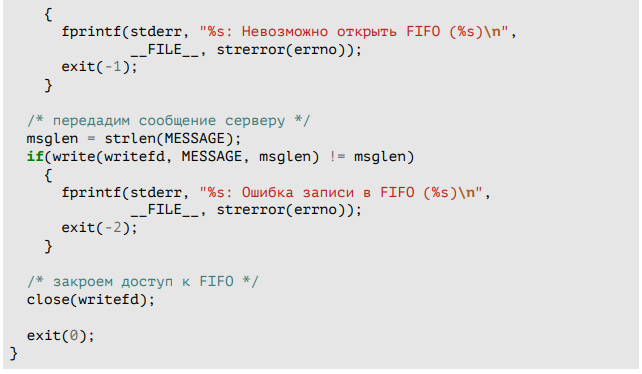 {
fprintf(stderr, "%s: Невозможно открыть FIFO (%s)\n",
__FILE__, strerror(errno));
exit(-1);
}
/* передадим сообщение серверу */
msglen = strlen(MESSAGE);
if(write(writefd, MESSAGE, msglen) != msglen)
{
fprintf(stderr, "%s: Ошибка записи в FIFO (%s)\n",
__FILE__, strerror(errno));
exit(-2);
}
/* закроем доступ к FIFO */
close(writefd);
exit(0);
}